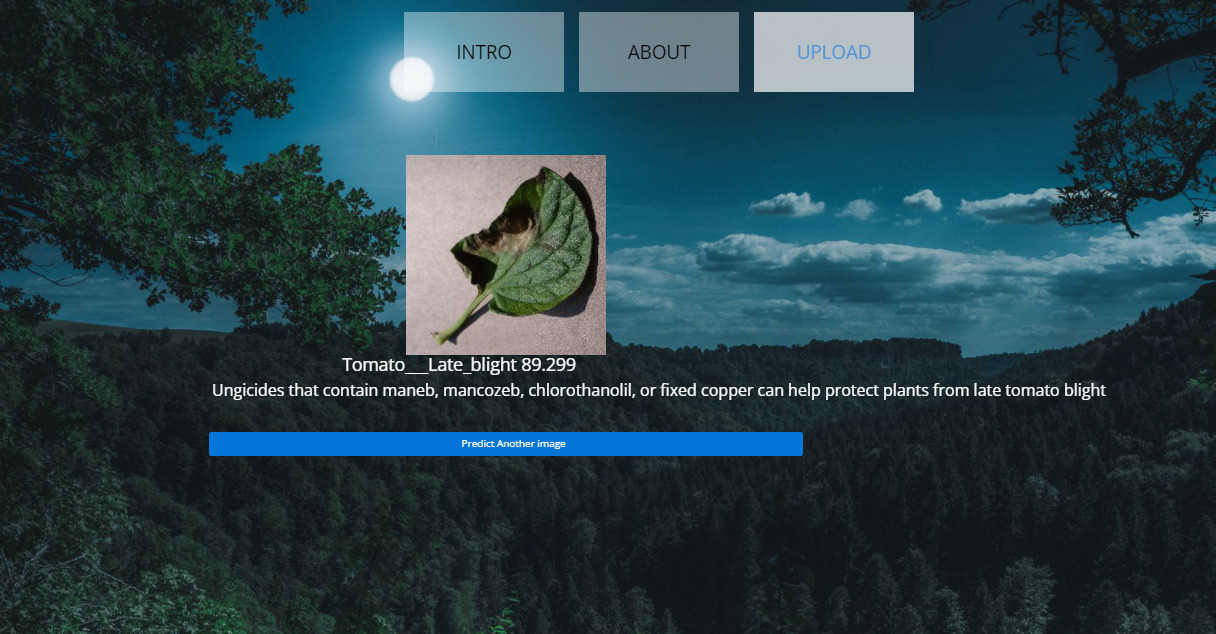 INTRO
ABOUT
UPLOAD
Tomato___Late_blight 89.299
Ungicides that contain maneb, mancozeb, chlorothanolil, or fixed copper can help protect plants from late tomato blight
Predict Another image